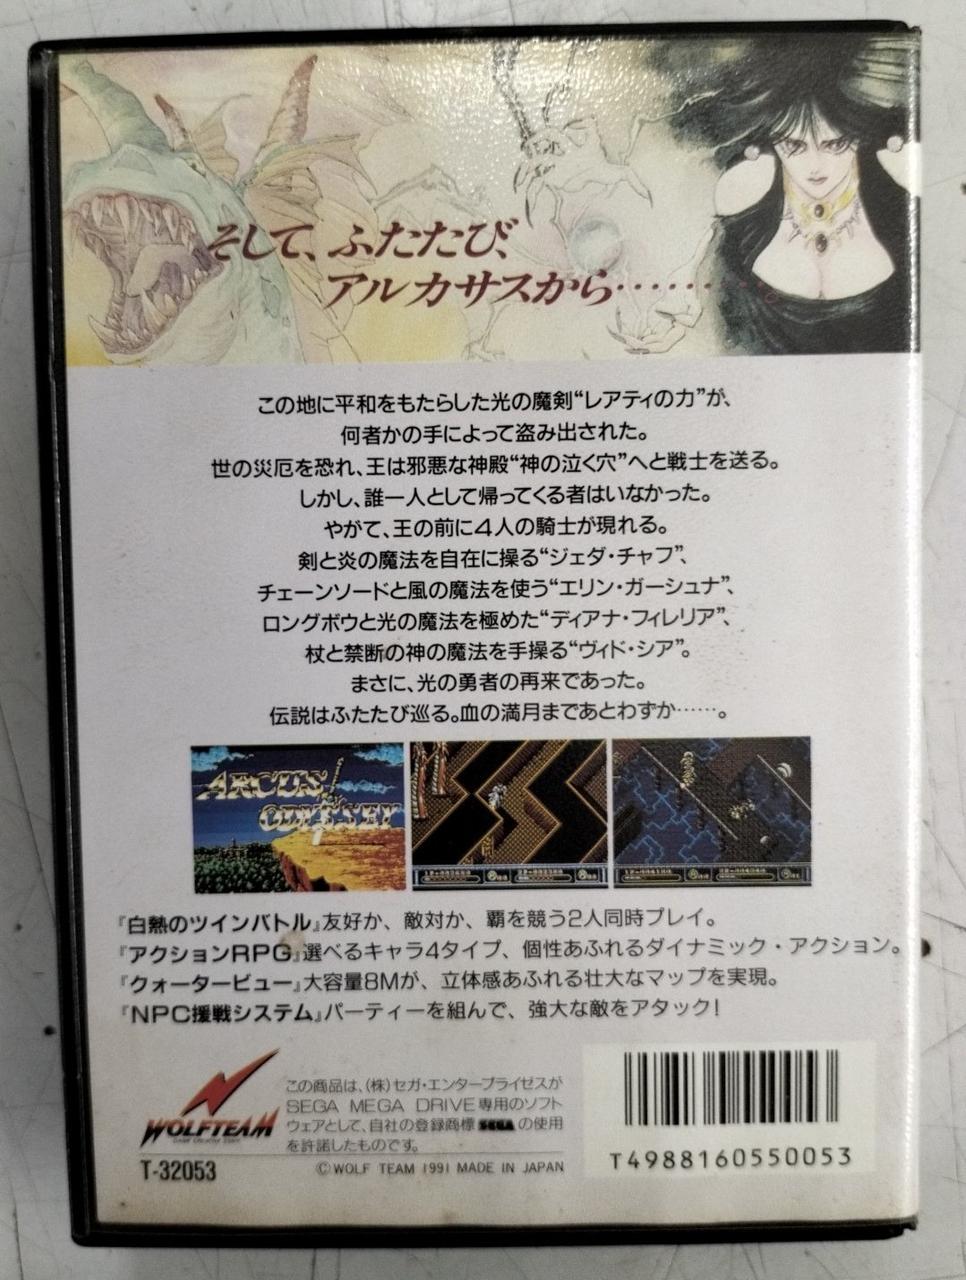 そして、ふたたび、
アルカサスから………
この地に平和をもたらした光の魔剣“レアティの力”が、
何者かの手によって盗み出された。
世の災厄を恐れ、王は邪悪な神殿“神の泣く穴”へと戦士を送る。
しかし、誰一人として帰ってくる者はいなかった。
やがて、王の前に4人の騎士が現れる。
剣と炎の魔法を自在に操る“ジェダ・チャフ”、
チェーンソードと風の魔法を使う“エリン・ガーシュナ”、
ロングボウと光の魔法を極めた“ディアナ・フィレリア”、
杖と禁断の神の魔法を手操る“ヴィド・シア”。
まさに、光の勇者の再来であった。
伝説はふたたび巡る。血の満月まであとわずか……。
ARCUS
ODYSSEY
『白熱のツインバトル』友好か、敵対か、覇を競う2人同時プレイ。
『アクションRPG』選べるキャラ4タイプ、個性あふれるダイナミック・アクション。
『クォータービュー』大容量8Mが、立体感あふれる壮大なマップを実現。
『NPC援戦システム』パーティーを組んで、強大な敵をアタック!
WOLFTEAM
T-32053
この商品は、(株)セガ・エンタープライゼスが
SEGA MEGA DRIVE専用のソフト
ウェアとして、自社の登録商標 SEGA の使用
を許諾したものです。
©WOLF TEAM 1991 MADE IN JAPAN
T4988160550053